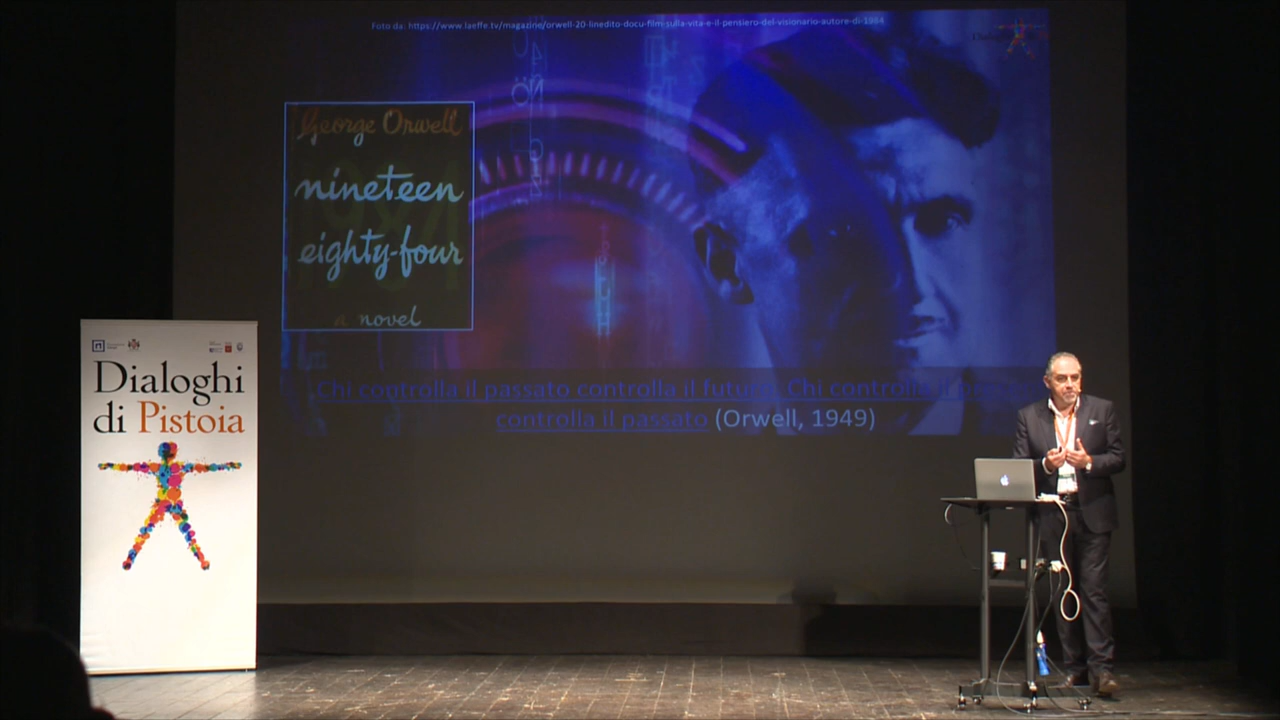 Foto da: https://www.laeffe.tv/magazine/orwell-20-linedito-docu-film-sulla-vita-e-il-pensiero-del-visionario-autore-di-1984
George Orwell
nineteen
eighty-four
a novel
Chi controlla il passato controlla il futuro. Chi controlla il
controlla il passato (Orwell, 1949)
Dialoghi
di Pistoia